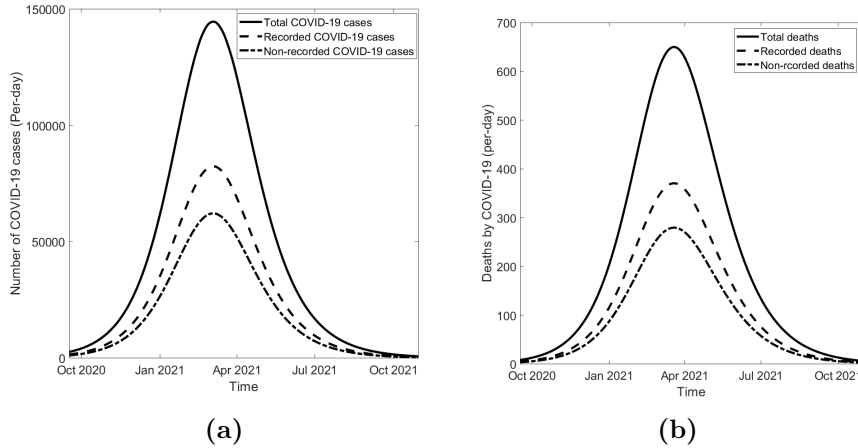 150000
100000
50000
0
Number of COVID-19 cases (Per-day)
Total COVID-19 cases
Recorded COVID-19 cases
Non-recorded COVID-19 cases
Oct 2020 Jan 2021 Apr 2021 Jul 2021 Oct 2021
Time
(a)
700
600
500
400
300
200
100
0
Deaths by COVID-19 (per-day)
Total deaths
Recorded deaths
Non-rcorded deaths
Oct 2020 Jan 2021 Apr 2021 Jul 2021 Oct 2021
Time
(b)